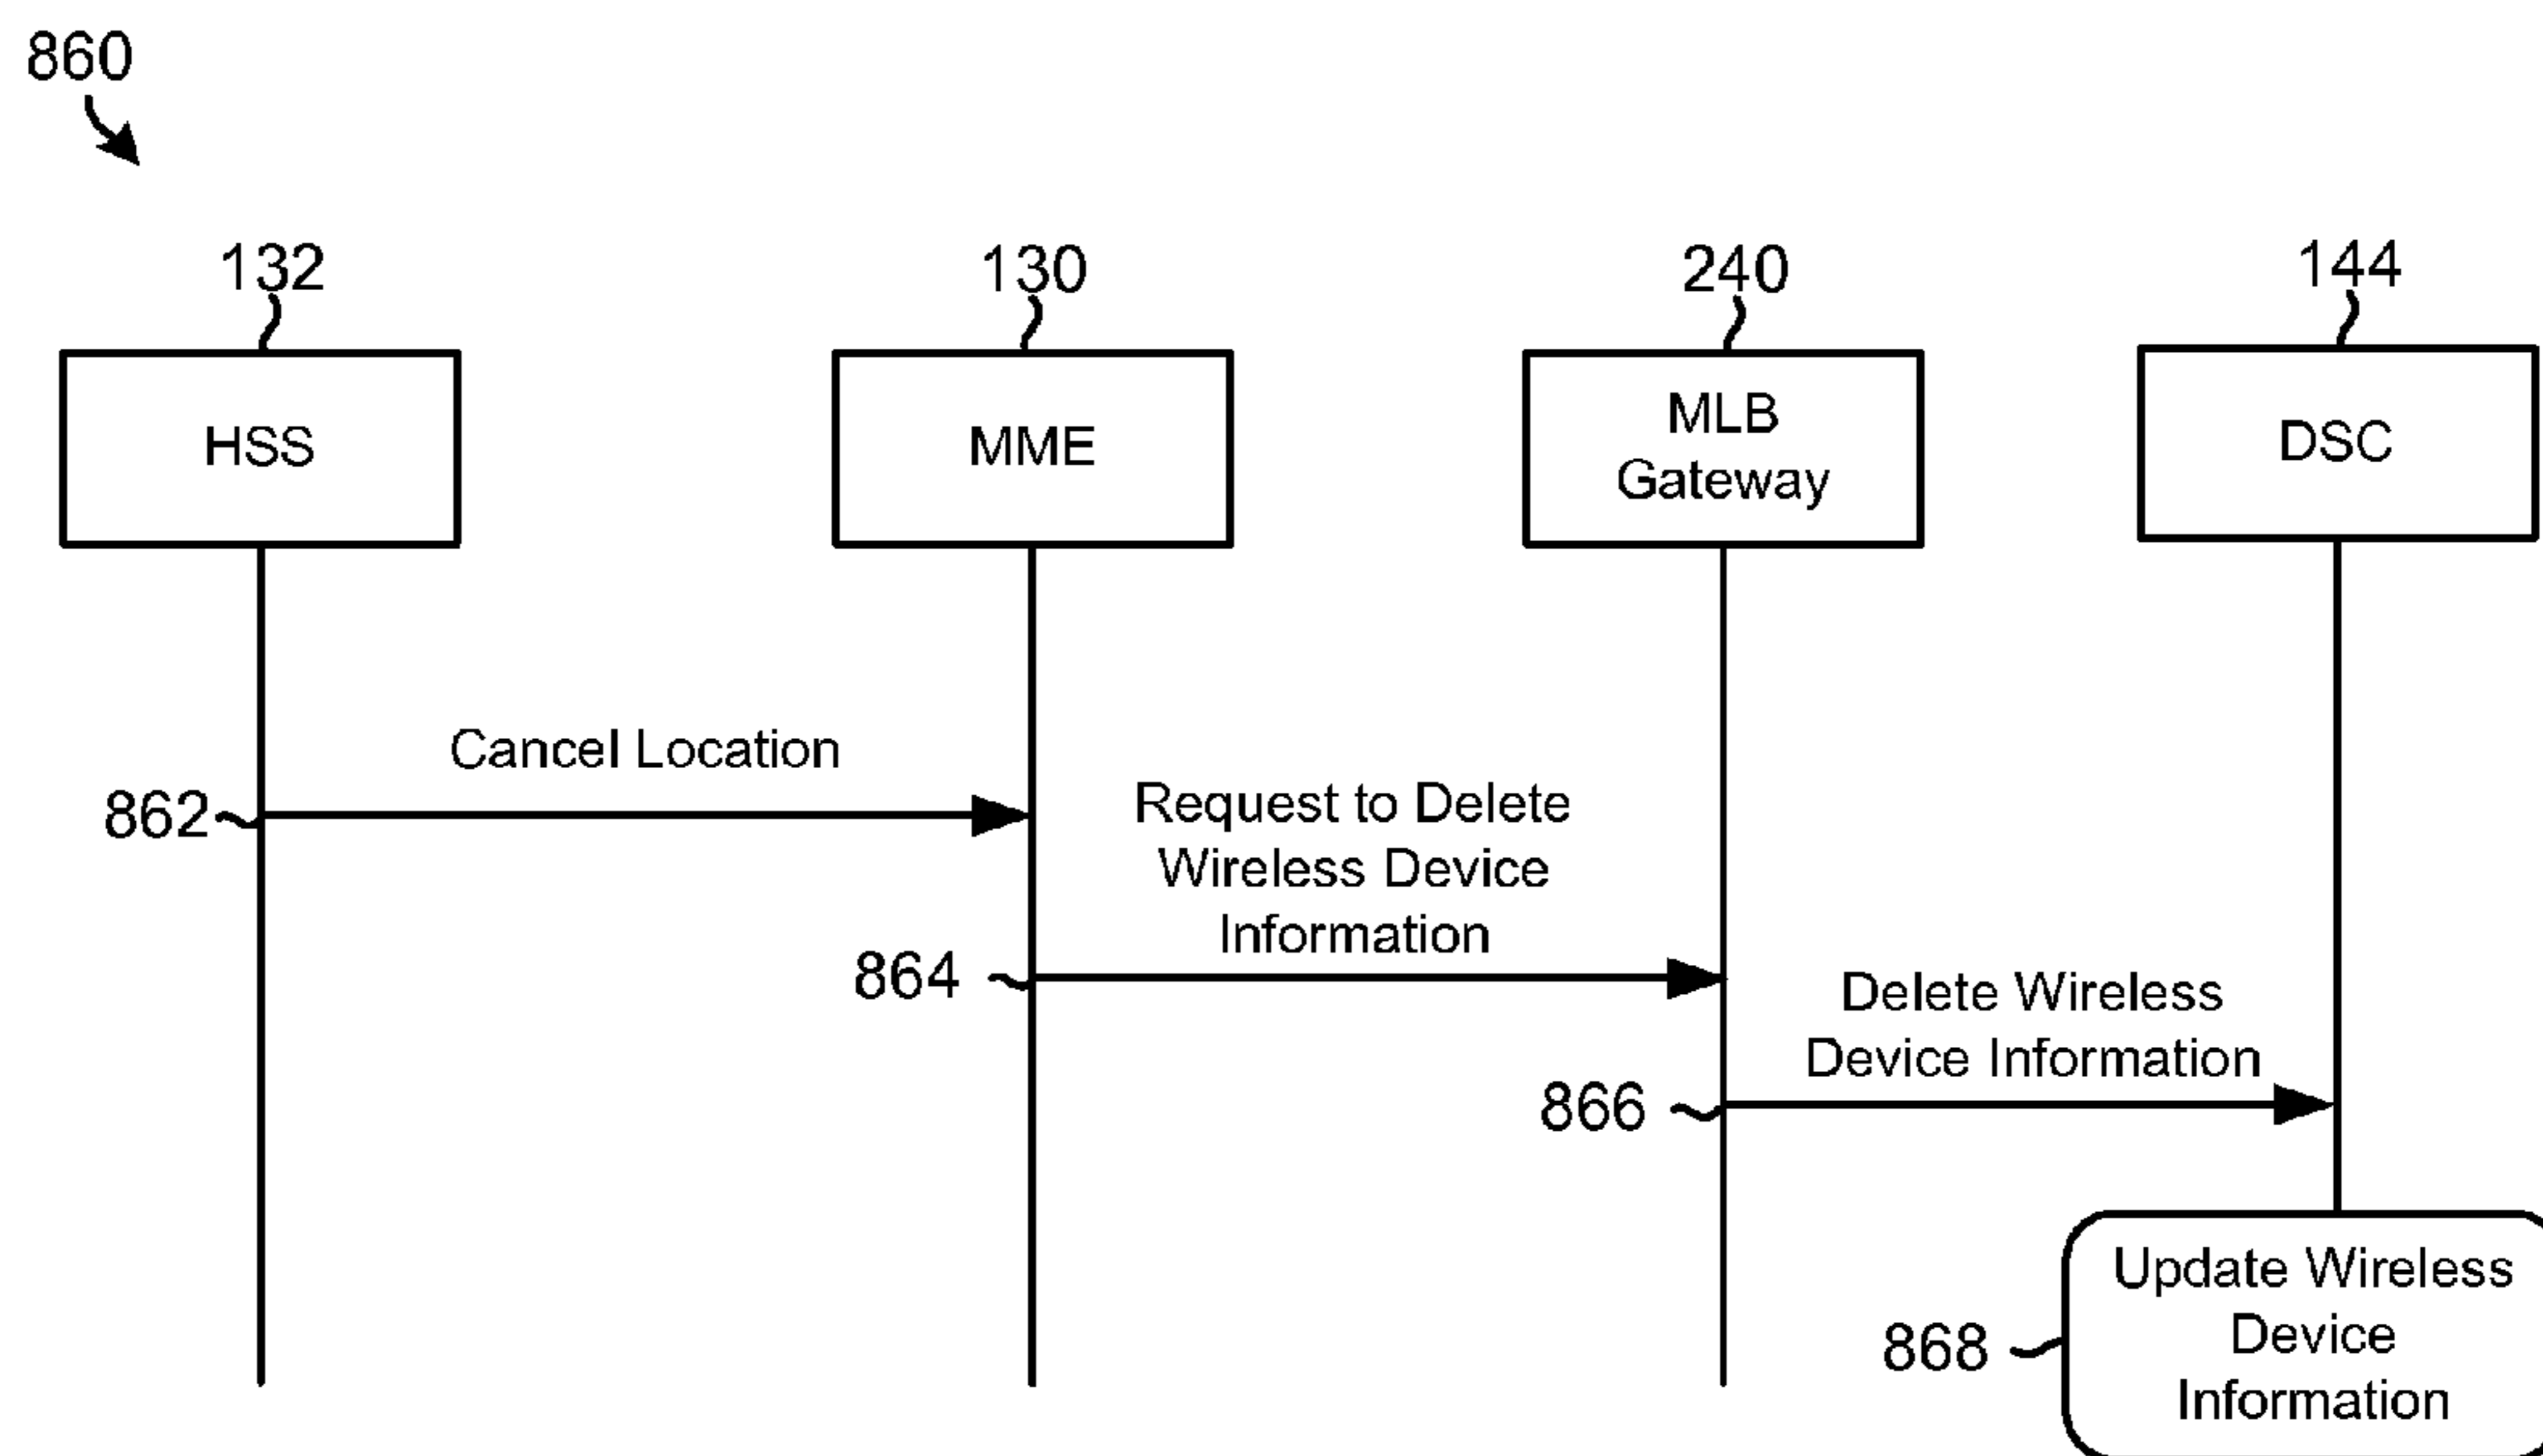 860
132
130
240
144
HSS
MME
MLB
Gateway
DSC
Cancel Location
862
Request to Delete
Wireless Device
Information
864
Delete Wireless
Device Information
866
Update Wireless
Device
Information
868